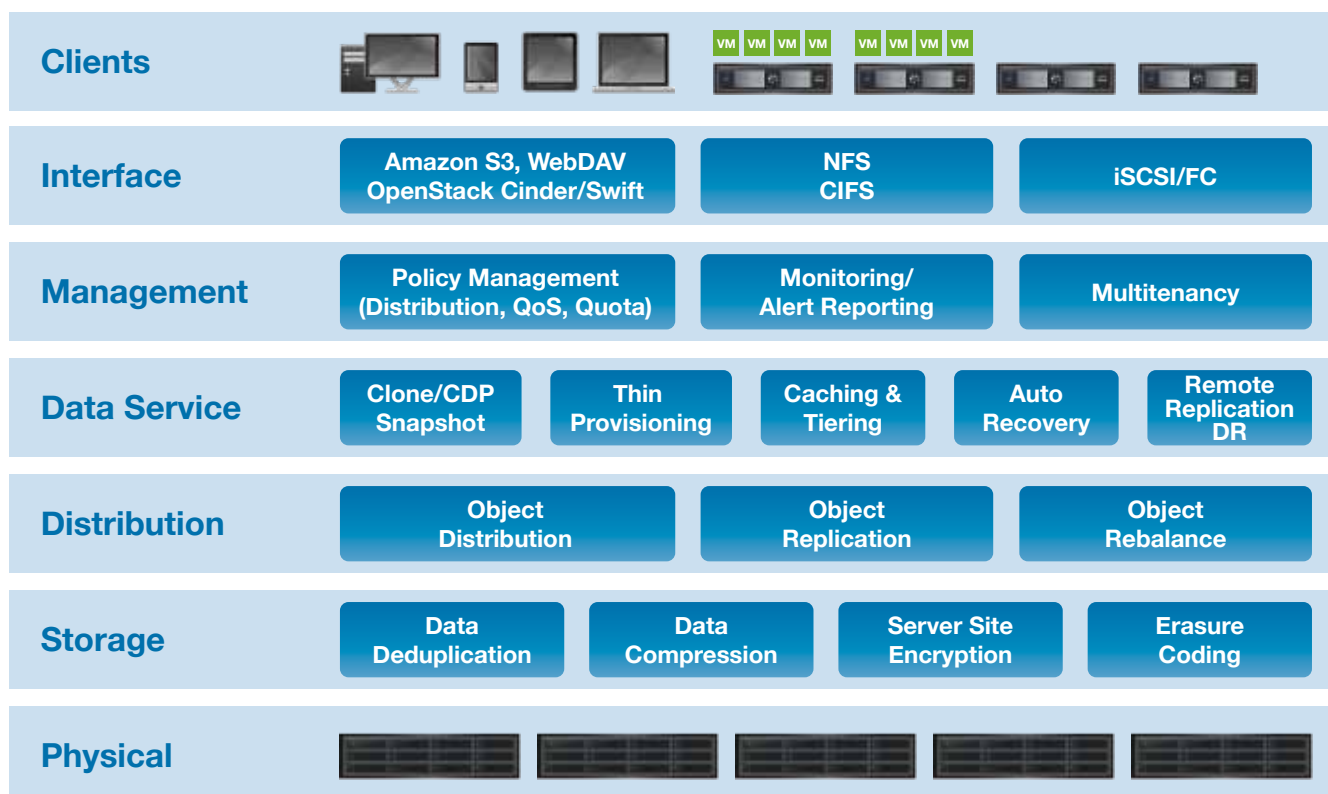 Clients
VM VM VM VM VM VM VM VM
Interface
Amazon S3, WebDAV
OpenStack Cinder/Swift
NFS
CIFS
iSCSI/FC
Management
Policy Management
(Distribution, QoS, Quota)
Monitoring/
Alert Reporting
Multitenancy
Data Service
Clone/CDP
Snapshot
Thin
Provisioning
Caching &
Tiering
Auto
Recovery
Remote
Replication
DR
Distribution
Object
Distribution
Object
Replication
Object
Rebalance
Storage
Data
Deduplication
Data
Compression
Server Site
Encryption
Erasure
Coding
Physical